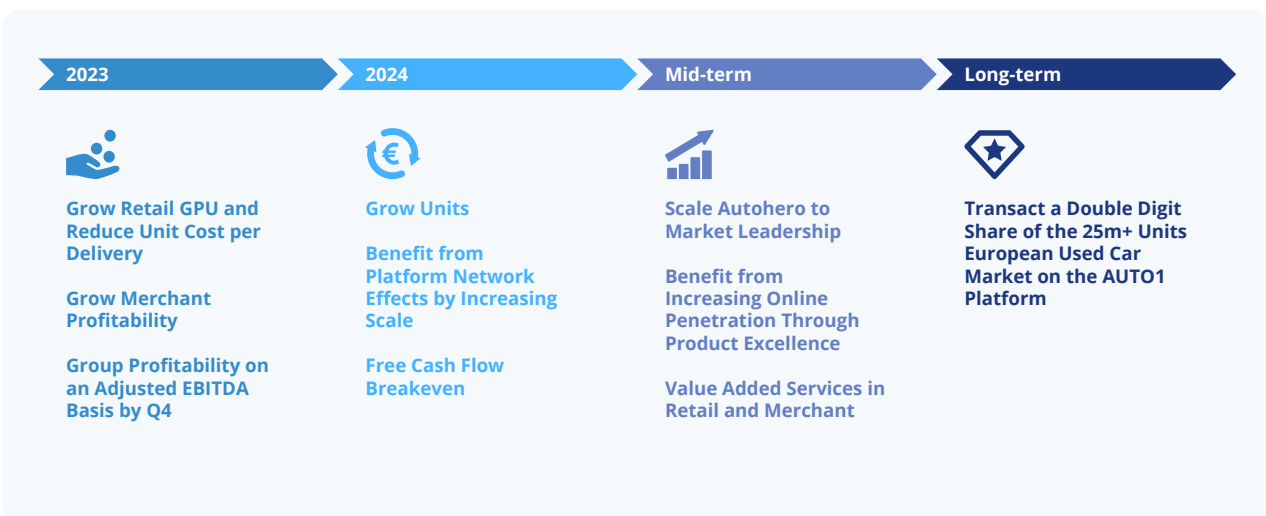 2023
Grow Retail GPU and
Reduce Unit Cost per
Delivery
Grow Merchant
Profitability
Group Profitability on
an Adjusted EBITDA
Basis by Q4
2024
€
Grow Units
Benefit from
Platform Network
Effects by Increasing
Scale
Free Cash Flow
Breakeven
Mid-term
Scale Autohero to
Market Leadership
Benefit from
Increasing Online
Penetration Through
Product Excellence
Value Added Services in
Retail and Merchant
Long-term
Transact a Double Digit
Share of the 25m+ Units
European Used Car
Market on the AUTO1
Platform